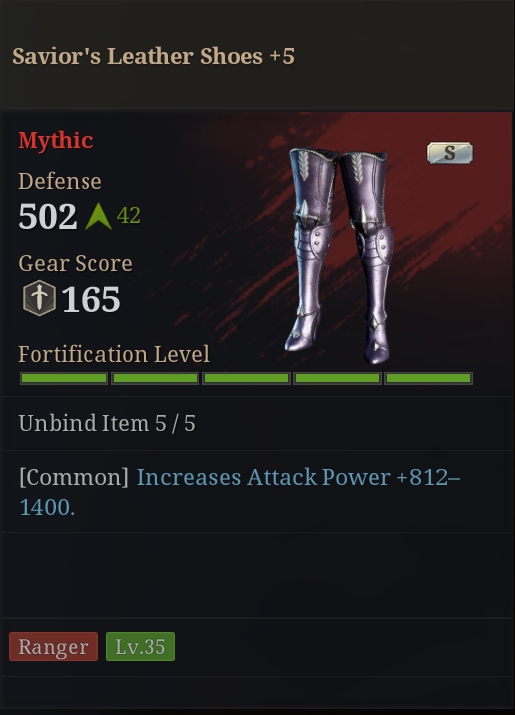 Savior's Leather Shoes +5
Mythic
S
Defense
502 42
Gear Score
165
Fortification Level
Unbind Item 5 / 5
[Common] Increases Attack Power +812–
1400.
Ranger Lv.35